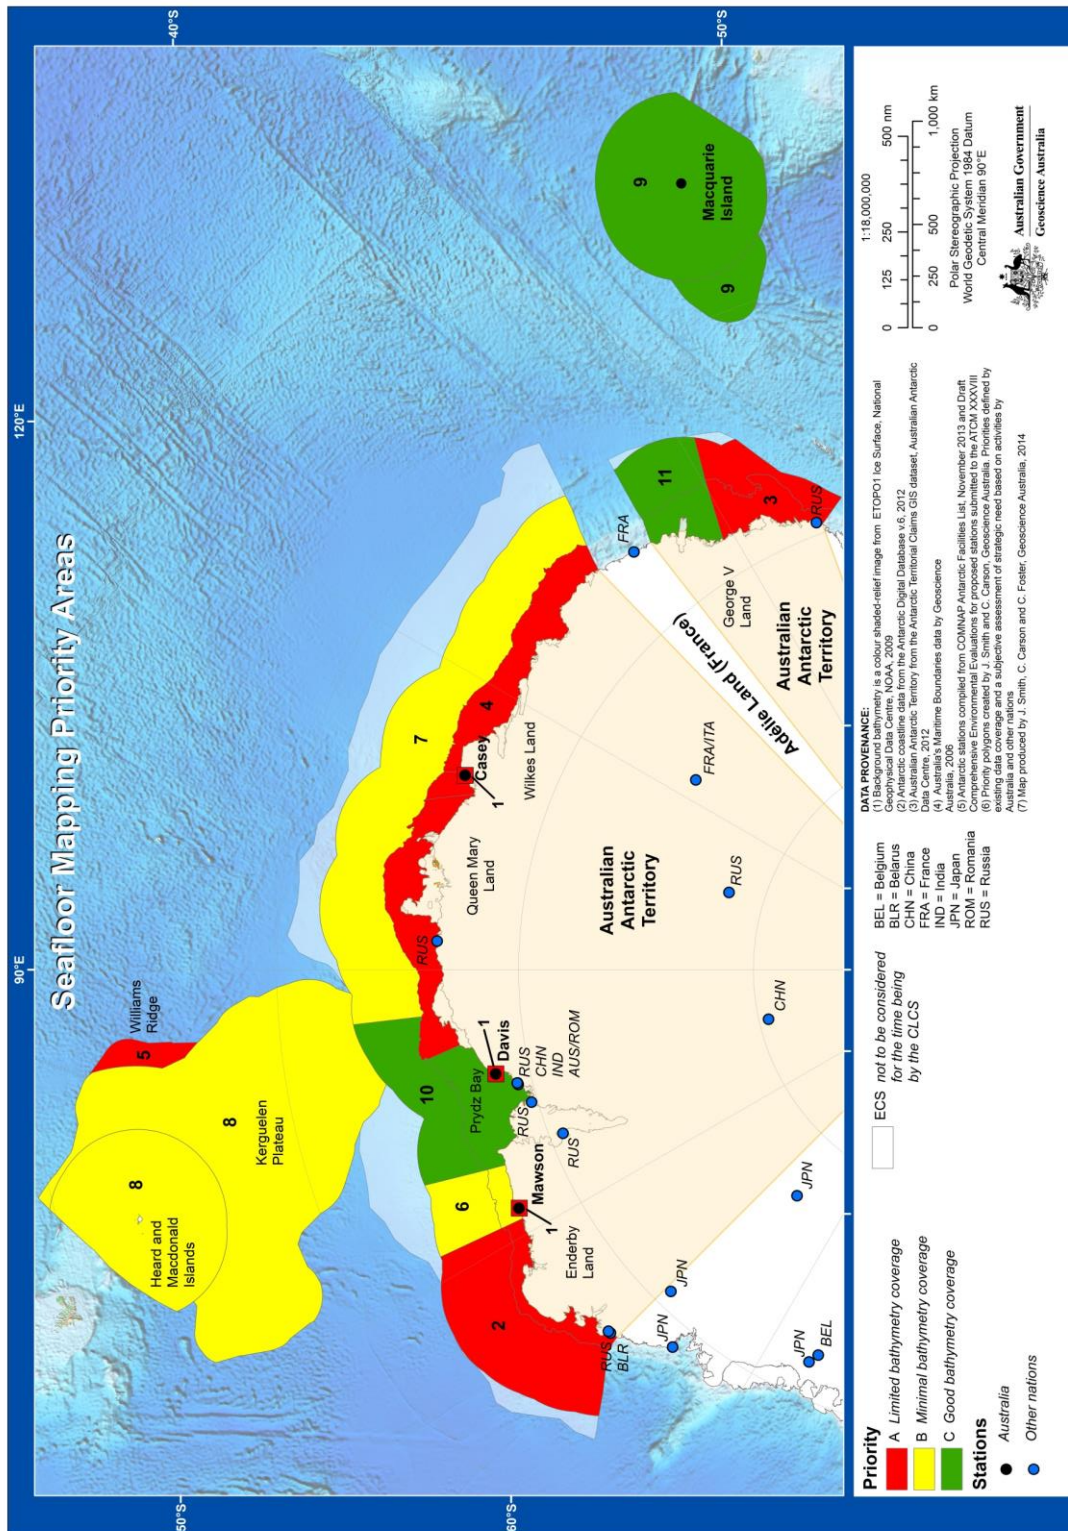 Seafloor Mapping Priority Areas
90°E
120°E
-40°S
-50°S
-50°S
-60°S
Williams
Ridge
5
8
8
Heard and
Macdonald
Islands
Kerguelen
Plateau
9
9
Macquarie
Island
7
10
6
2
4
11
3
1
1
1
Prydz Bay
Davis
Mawson
Casey
Enderby
Land
Queen Mary
Land
Wilkes Land
George V
Land
Adélie Land (France)
Australian
Antarctic
Territory
Australian
Antarctic
Territory
RUS
CHN
IND
AUS/ROM
RUS
RUS
RUS
RUS
BLR
JPN
JPN
JPN
JPN
BEL
CHN
RUS
FRA/ITA
FRA
RUS
Priority
A Limited bathymetry coverage
B Minimal bathymetry coverage
C Good bathymetry coverage
Stations
Australia
Other nations
ECS not to be considered
for the time being
by the CLCS
BEL = Belgium
BLR = Belarus
CHN = China
FRA = France
IND = India
JPN = Japan
ROM = Romania
RUS = Russia
DATA PROVENANCE:
(1) Background bathymetry is a colour shaded-relief image from ETOPO1 Ice Surface, National
Geophysical Data Centre, NOAA, 2009
(2) Antarctic coastline data from the Antarctic Digital Database v.6, 2012
(3) Australian Antarctic Territory from the Antarctic Territorial Claims GIS dataset, Australian Antarctic
Data Centre, 2012
(4) Australia's Maritime Boundaries data by Geoscience
Australia, 2006
(5) Antarctic stations compiled from COMNAP Antarctic Facilities List, November 2013 and Draft
Comprehensive Environmental Evaluations for proposed stations submitted to the ATCM XXXVIII
(6) Priority polygons created by J. Smith and C. Carson, Geoscience Australia. Priorities defined by
existing data coverage and a subjective assessment of strategic need based on activities by
Australia and other nations
(7) Map produced by J. Smith, C. Carson and C. Foster, Geoscience Australia, 2014
1:18,000,000
0 125 250 500 nm
0 250 500 1,000 km
Polar Stereographic Projection
World Geodetic System 1984 Datum
Central Meridian 90°E
Australian Government
Geoscience Australia